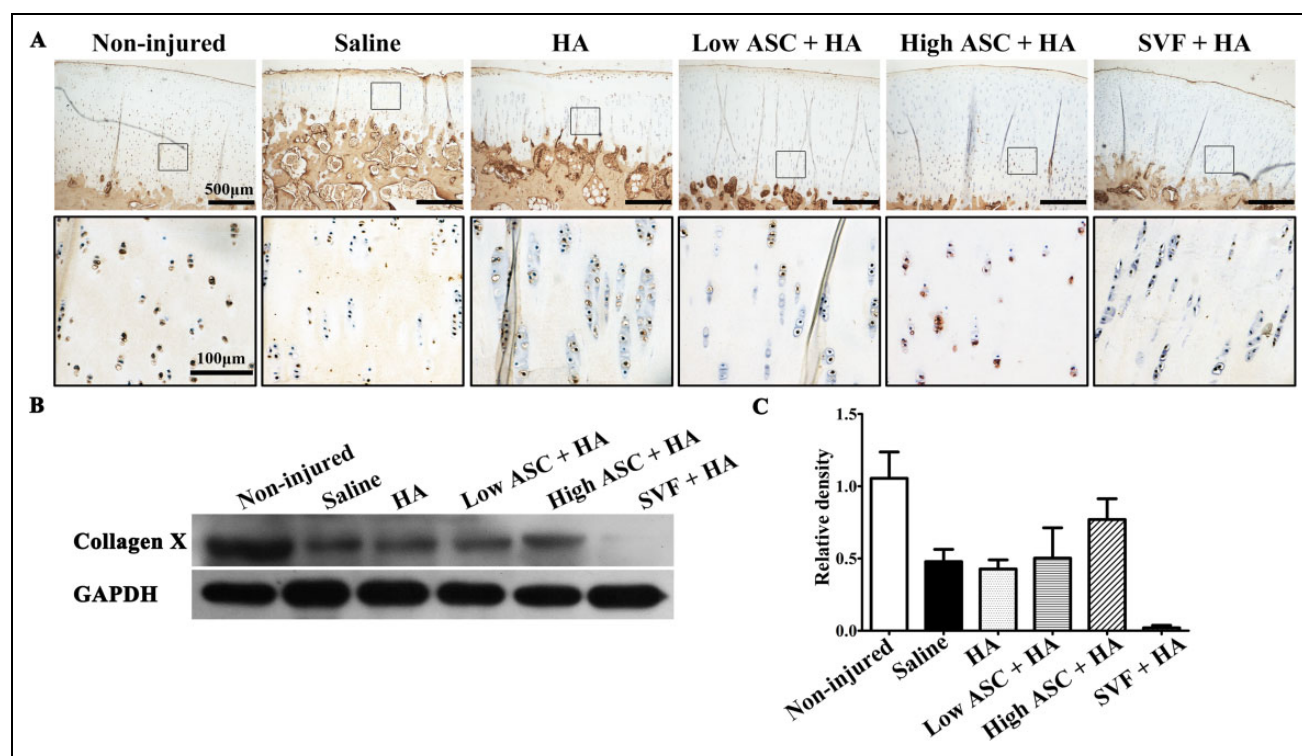 A
Non-injured Saline HA Low ASC + HA High ASC + HA SVF + HA
500μm
100μm
B
Non-injured Saline HA Low ASC + HA High ASC + HA SVF + HA
Collagen X
GAPDH
C
Relative density
1.5
1.0
0.5
0.0
Non-injured Saline HA Low ASC + HA High ASC + HA SVF + HA